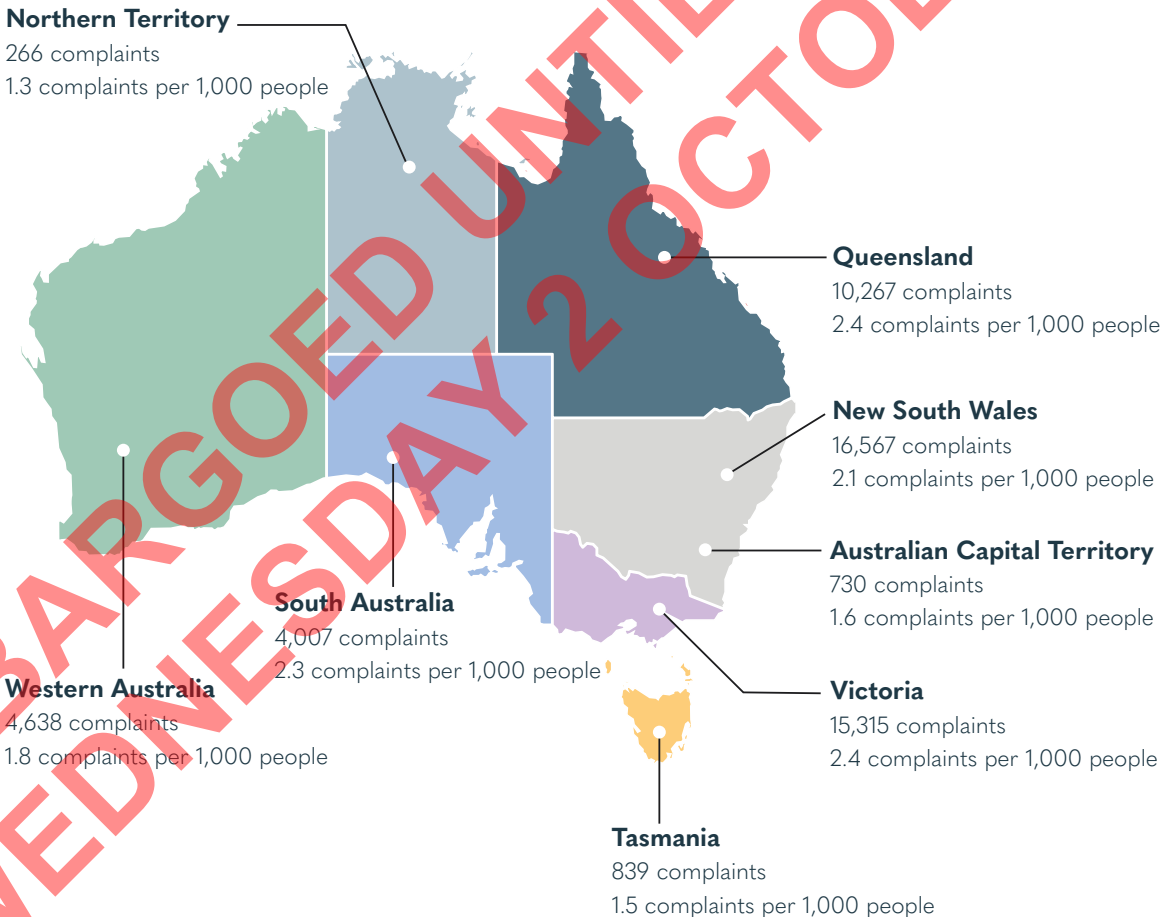 Northern Territory
266 complaints
1.3 complaints per 1,000 people
Queensland
10,267 complaints
2.4 complaints per 1,000 people
New South Wales
16,567 complaints
2.1 complaints per 1,000 people
Australian Capital Territory
730 complaints
1.6 complaints per 1,000 people
South Australia
4,007 complaints
2.3 complaints per 1,000 people
Western Australia
4,638 complaints
1.8 complaints per 1,000 people
Victoria
15,315 complaints
2.4 complaints per 1,000 people
Tasmania
839 complaints
1.5 complaints per 1,000 people
BARGOED UNTIL
WEDNESDAY 2 OCTO